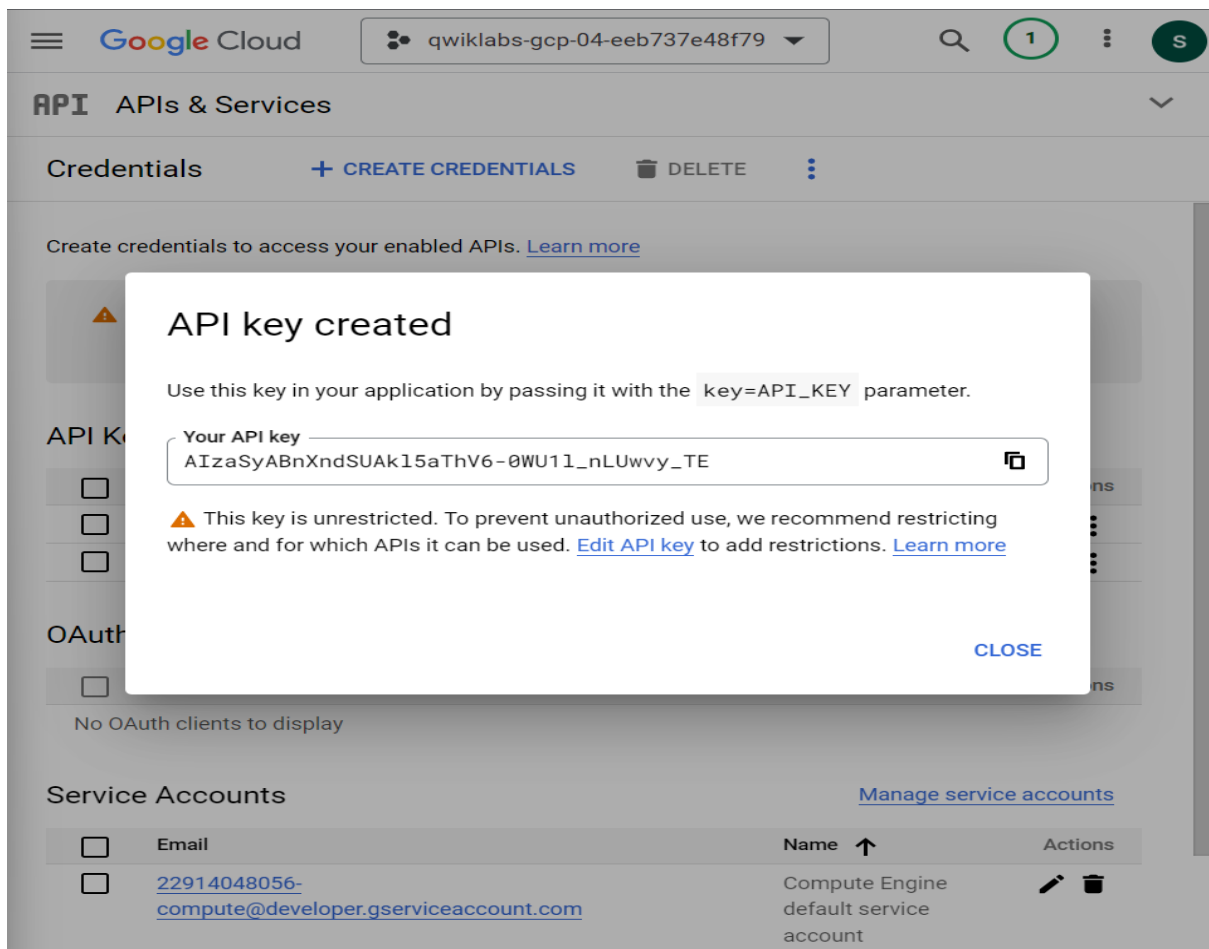 Google Cloud
qwiklabs-gcp-04-eeb737e48f79
1
S
API APIs & Services
Credentials
+ CREATE CREDENTIALS
DELETE
Create credentials to access your enabled APIs. Learn more
API key created
Use this key in your application by passing it with the key=API_KEY parameter.
API K
Your API key
AIzaSyABnXndSUAkl5aThV6-0WU1l_nLUwvy_TE
ns
This key is unrestricted. To prevent unauthorized use, we recommend restricting
where and for which APIs it can be used. Edit API key to add restrictions. Learn more
OAuth
CLOSE
ns
No OAuth clients to display
Service Accounts
Manage service accounts
Email
Name
Actions
22914048056-
compute@developer.gserviceaccount.com
Compute Engine
default service
account